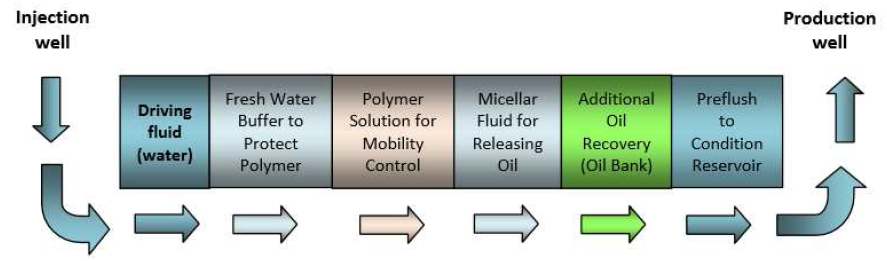 Injection
well
Production
well
Driving
fluid
(water)
Fresh Water
Buffer to
Protect
Polymer
Polymer
Solution for
Mobility
Control
Micellar
Fluid for
Releasing
Oil
Additional
Oil
Recovery
(Oil Bank)
Preflush
to
Condition
Reservoir